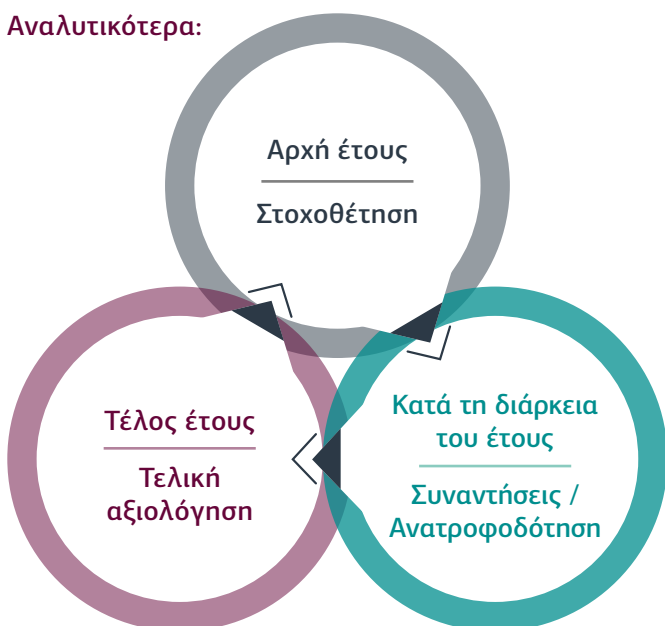 Αναλυτικότερα:
Αρχή έτους
Στοχοθέτηση
Τέλος έτους
Τελική
αξιολόγηση
Κατά τη διάρκεια
του έτους
Συναντήσεις /
Ανατροφοδότηση